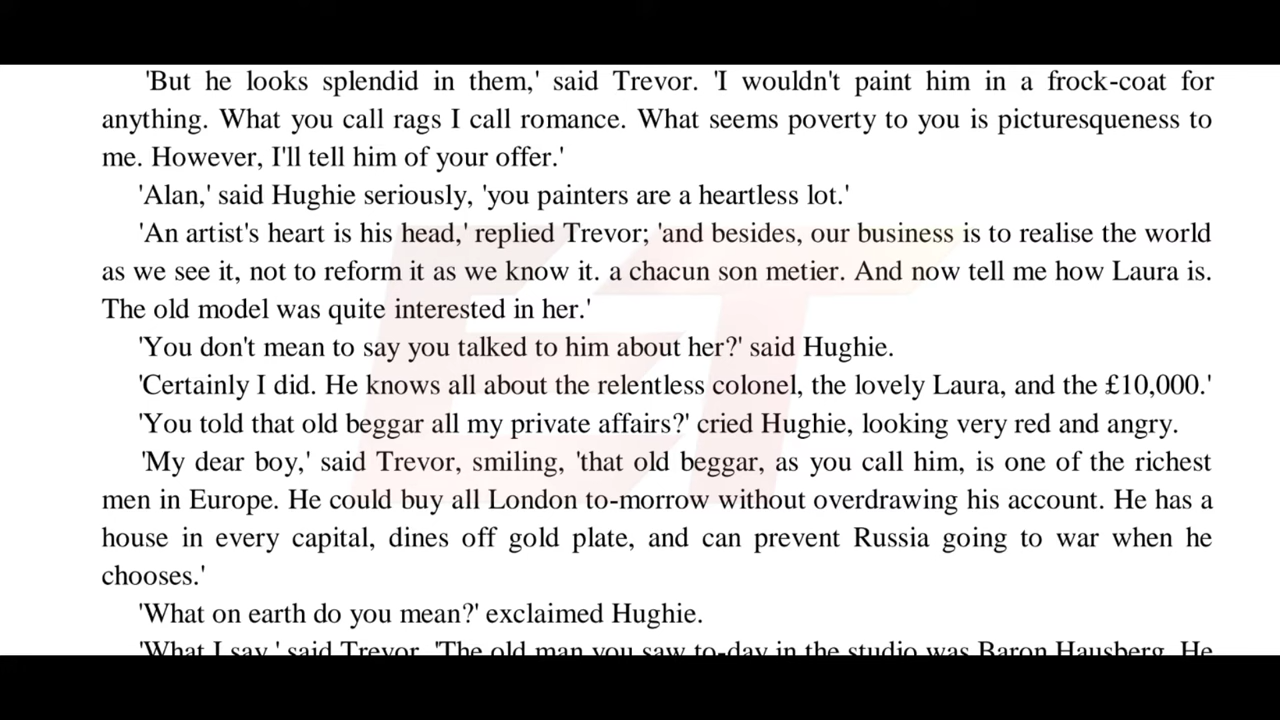 'But he looks splendid in them,' said Trevor. 'I wouldn't paint him in a frock-coat for
anything. What you call rags I call romance. What seems poverty to you is picturesqueness to
me. However, I'll tell him of your offer.'
'Alan,' said Hughie seriously, 'you painters are a heartless lot.'
'An artist's heart is his head,' replied Trevor; 'and besides, our business is to realise the world
as we see it, not to reform it as we know it. a chacun son metier. And now tell me how Laura is.
The old model was quite interested in her.'
'You don't mean to say you talked to him about her?' said Hughie.
'Certainly I did. He knows all about the relentless colonel, the lovely Laura, and the £10,000.'
'You told that old beggar all my private affairs?' cried Hughie, looking very red and angry.
'My dear boy,' said Trevor, smiling, 'that old beggar, as you call him, is one of the richest
men in Europe. He could buy all London to-morrow without overdrawing his account. He has a
house in every capital, dines off gold plate, and can prevent Russia going to war when he
chooses.'
'What on earth do you mean?' exclaimed Hughie.
'What I say,' said Trevor. 'The old man you saw to-day in the studio was Baron Hausberg. He